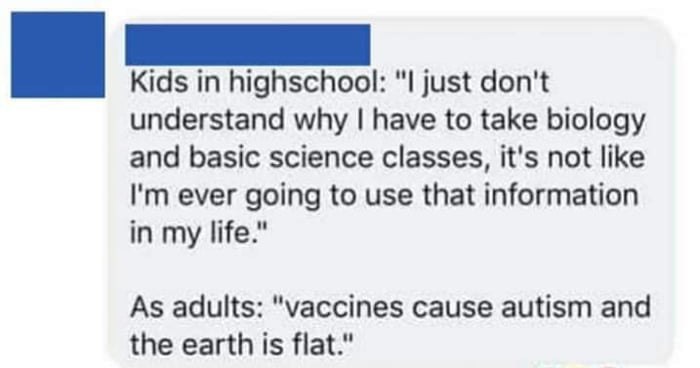 Kids in highschool: "I just don't
understand why I have to take biology
and basic science classes, it's not like
I'm ever going to use that information
in my life."
As adults: "vaccines cause autism and
the earth is flat."